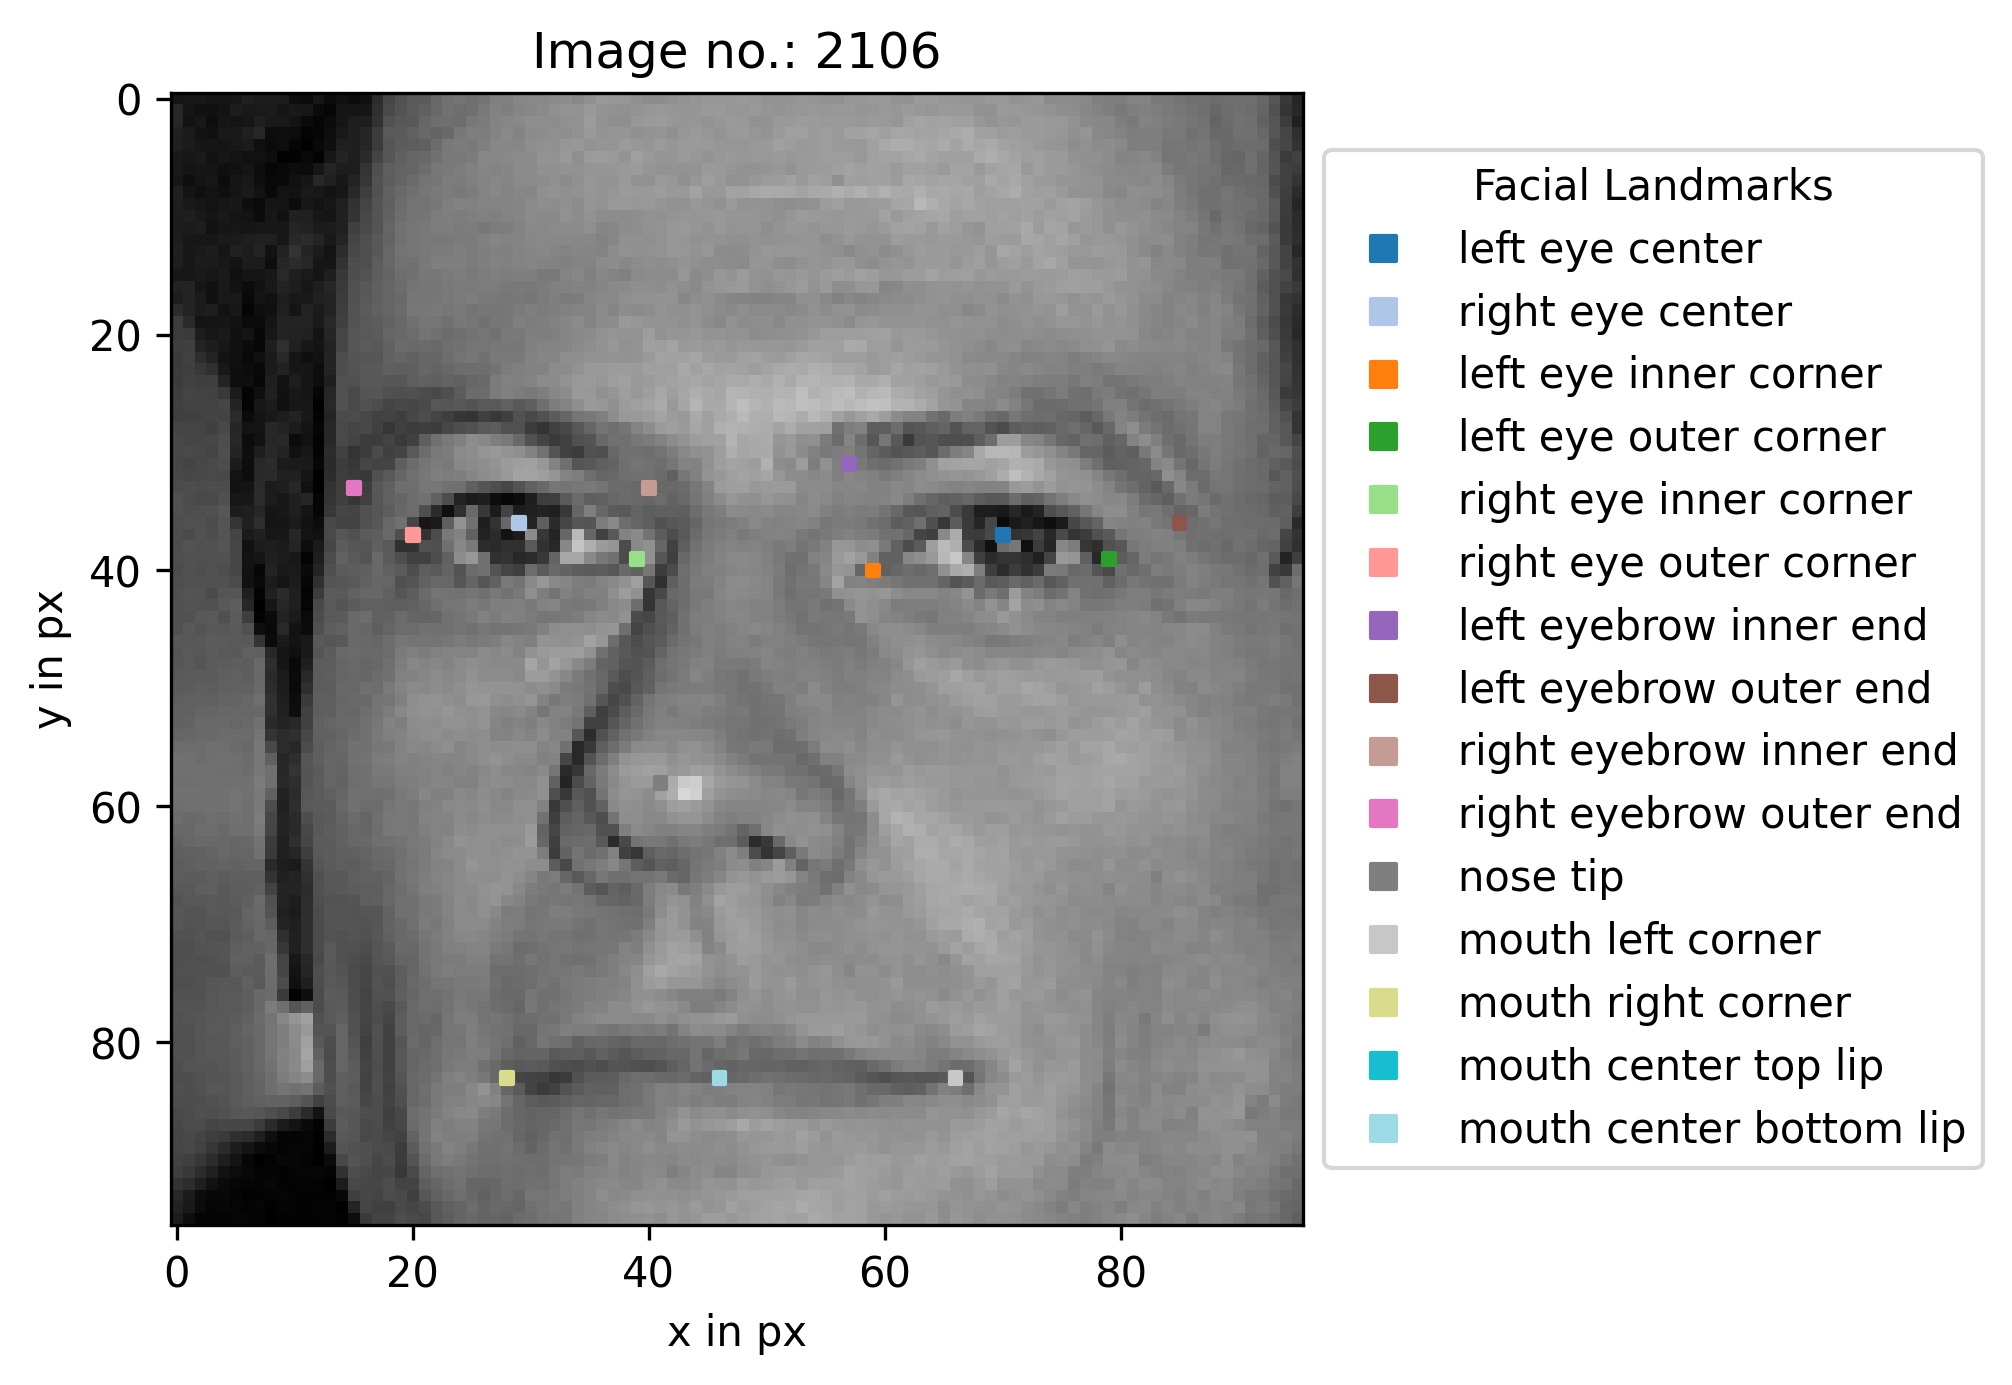 Image no.: 2106
0
20
40
60
80
y in px
0 20 40 60 80
x in px
Facial Landmarks
left eye center
right eye center
left eye inner corner
left eye outer corner
right eye inner corner
right eye outer corner
left eyebrow inner end
left eyebrow outer end
right eyebrow inner end
right eyebrow outer end
nose tip
mouth left corner
mouth right corner
mouth center top lip
mouth center bottom lip